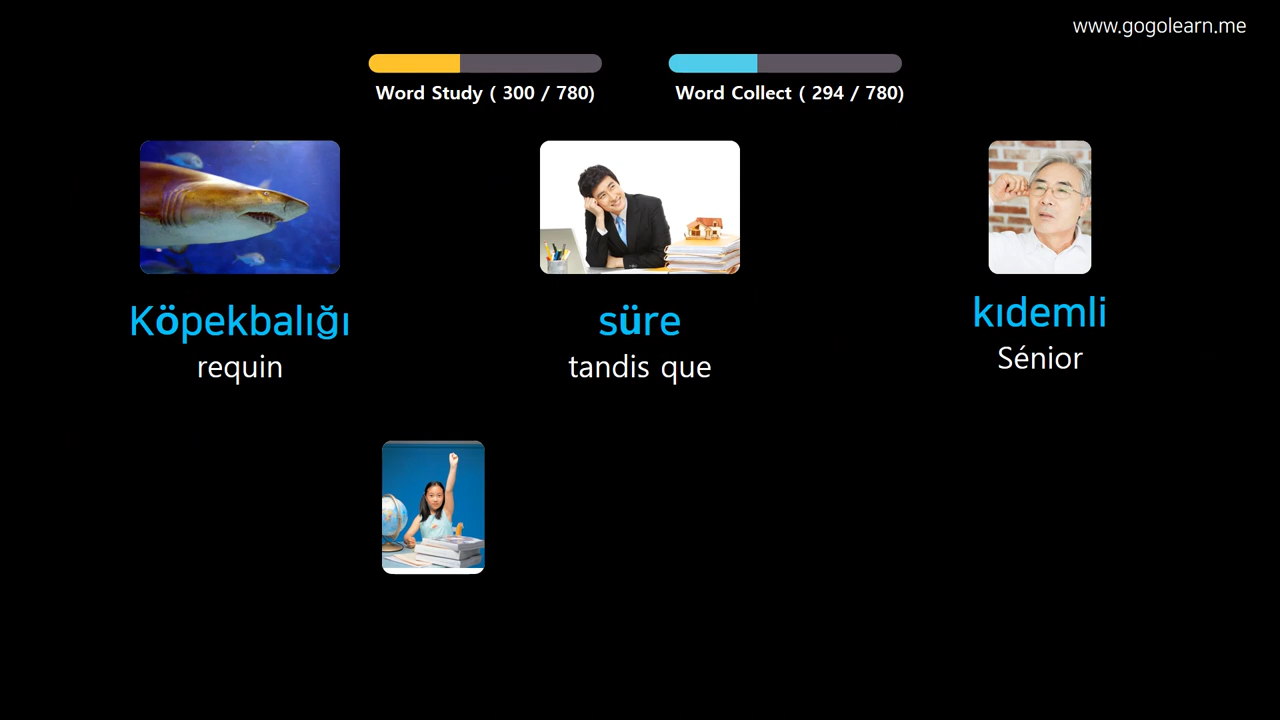 www.gogolearn.me
Word Study ( 300 / 780)
Word Collect ( 294 / 780)
Köpekbalığı
requin
süre
tandis que
kıdemli
Sénior